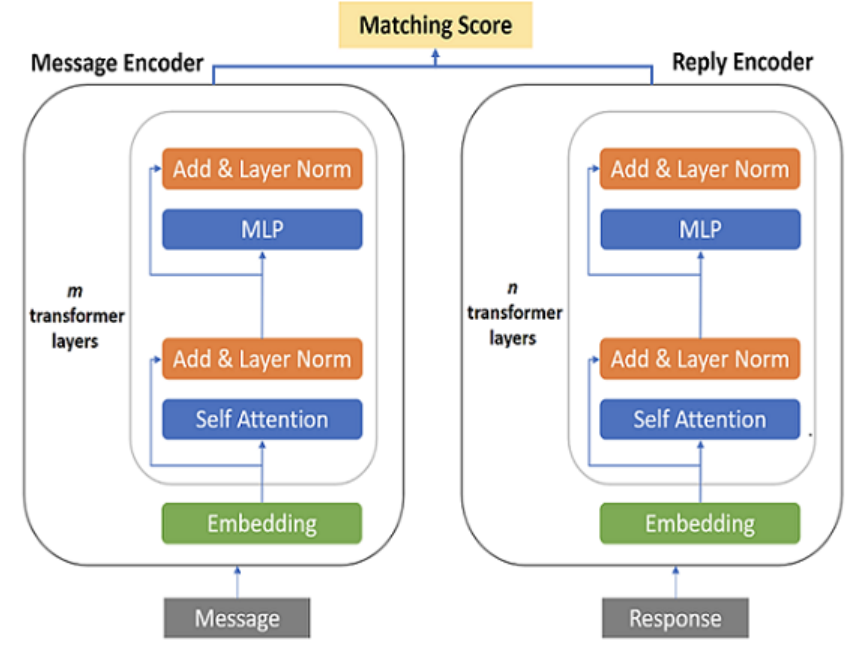 Matching Score
Message Encoder
Reply Encoder
Add & Layer Norm
MLP
m
transformer
layers
Add & Layer Norm
Self Attention
Embedding
Message
Add & Layer Norm
MLP
n
transformer
layers
Add & Layer Norm
Self Attention
Embedding
Response